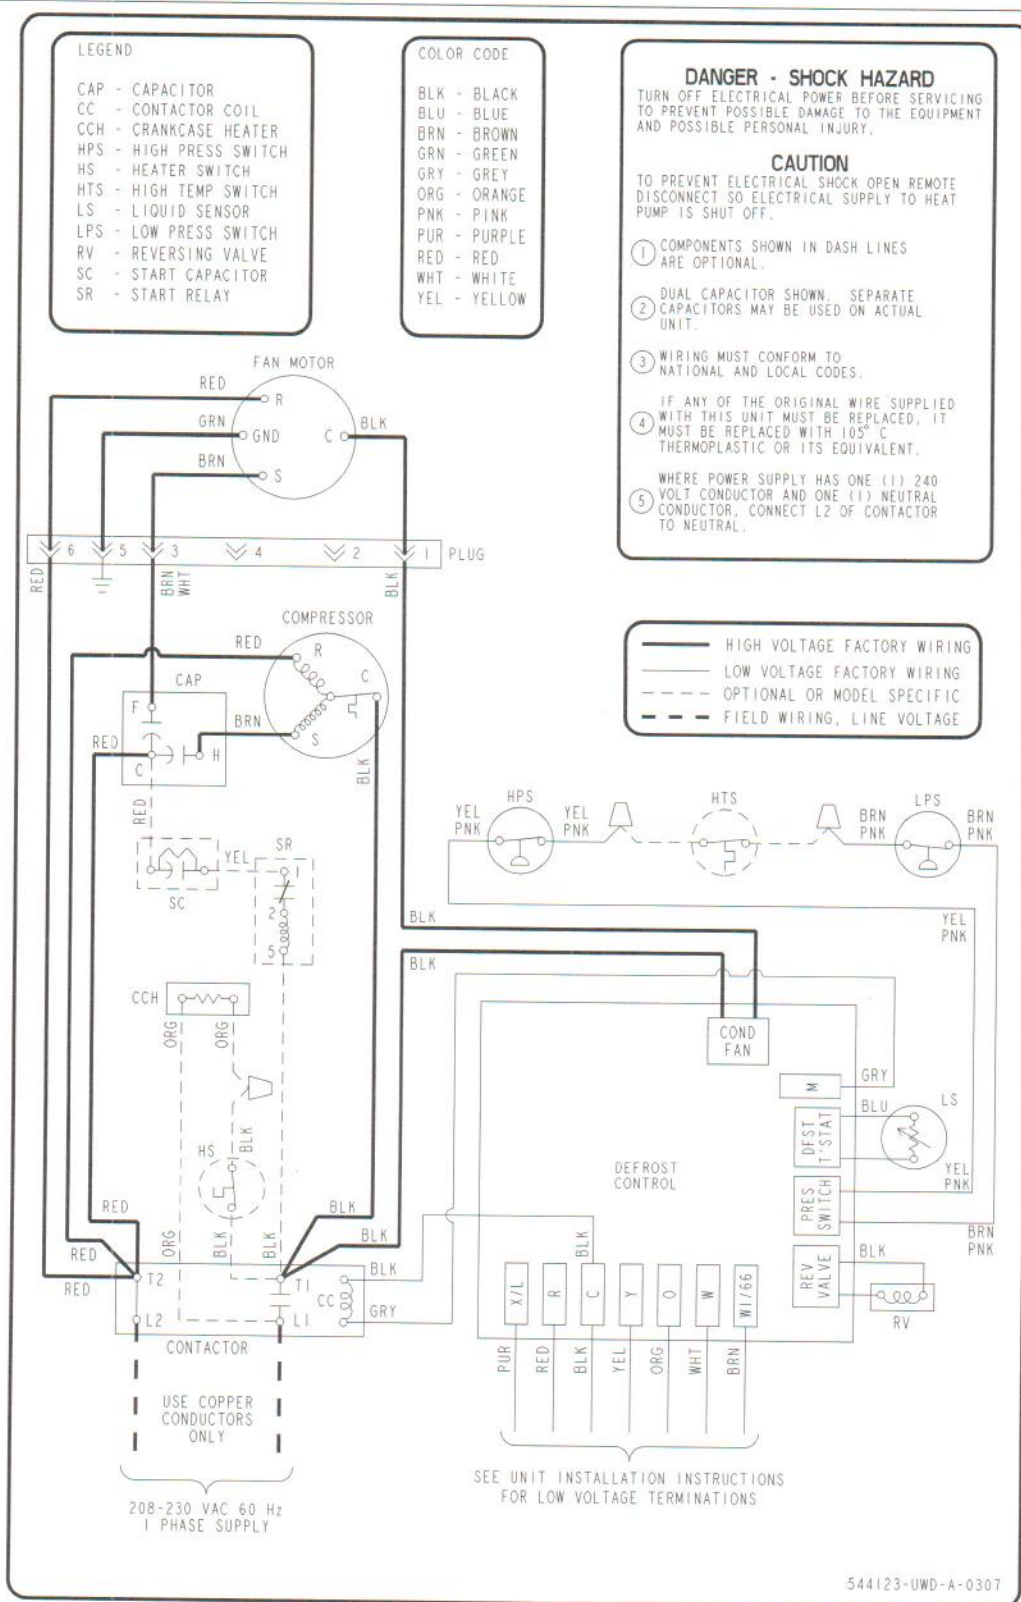 LEGEND
CAP - CAPACITOR
CC - CONTACTOR COIL
CCH - CRANKCASE HEATER
HPS - HIGH PRESS SWITCH
HS - HEATER SWITCH
HTS - HIGH TEMP SWITCH
LS - LIQUID SENSOR
LPS - LOW PRESS SWITCH
RV - REVERSING VALVE
SC - START CAPACITOR
SR - START RELAY
COLOR CODE
BLK - BLACK
BLU - BLUE
BRN - BROWN
GRN - GREEN
GRY - GREY
ORG - ORANGE
PNK - PINK
PUR - PURPLE
RED - RED
WHT - WHITE
YEL - YELLOW
DANGER - SHOCK HAZARD
TURN OFF ELECTRICAL POWER BEFORE SERVICING
TO PREVENT POSSIBLE DAMAGE TO THE EQUIPMENT
AND POSSIBLE PERSONAL INJURY.
CAUTION
TO PREVENT ELECTRICAL SHOCK OPEN REMOTE
DISCONNECT SO ELECTRICAL SUPPLY TO HEAT
PUMP IS SHUT OFF.
1 COMPONENTS SHOWN IN DASH LINES
ARE OPTIONAL.
2 DUAL CAPACITOR SHOWN. SEPARATE
CAPACITORS MAY BE USED ON ACTUAL
UNIT.
3 WIRING MUST CONFORM TO
NATIONAL AND LOCAL CODES.
4 IF ANY OF THE ORIGINAL WIRE SUPPLIED
WITH THIS UNIT MUST BE REPLACED, IT
MUST BE REPLACED WITH 105° C
THERMOPLASTIC OR ITS EQUIVALENT.
5 WHERE POWER SUPPLY HAS ONE (1) 240
VOLT CONDUCTOR AND ONE (1) NEUTRAL
CONDUCTOR, CONNECT L2 OF CONTACTOR
TO NEUTRAL.
HIGH VOLTAGE FACTORY WIRING
LOW VOLTAGE FACTORY WIRING
OPTIONAL OR MODEL SPECIFIC
FIELD WIRING, LINE VOLTAGE
FAN MOTOR
RED
R
GRN
GND
C
BLK
BRN
S
6
5
3
4
2
1
PLUG
RED
BRN
WHT
BLK
COMPRESSOR
RED
R
C
CAP
F
BRN
S
RED
H
C
BLK
RED
YEL
SR
SC
1
2
5
HPS
HTS
LPS
YEL
PNK
YEL
PNK
BRN
PNK
BRN
PNK
BLK
YEL
PNK
BLK
CCH
ORG
ORG
COND
FAN
M
GRY
BLU
LS
DFST
T'STAT
BLK
HS
DEFROST
CONTROL
YEL
PNK
PRES
SWITCH
BRN
PNK
RED
BLK
BLK
RED
ORG
BLK
BLK
BLK
REV
VALVE
BLK
RV
RED
T2
T1
BLK
CC
GRY
L2
L1
CONTACTOR
X/L
R
C
Y
O
W
W1/66
PUR
RED
BLK
YEL
ORG
WHT
BRN
USE COPPER
CONDUCTORS
ONLY
SEE UNIT INSTALLATION INSTRUCTIONS
FOR LOW VOLTAGE TERMINATIONS
208-230 VAC 60 Hz
1 PHASE SUPPLY
544123-UWD-A-0307